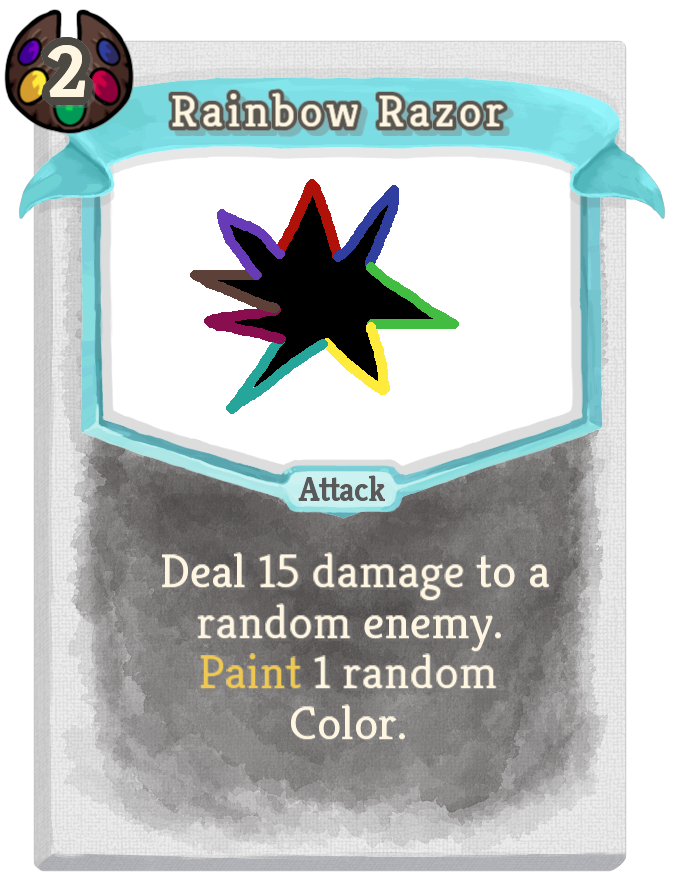 2
Rainbow Razor
Attack
Deal 15 damage to a
random enemy.
Paint 1 random
Color.